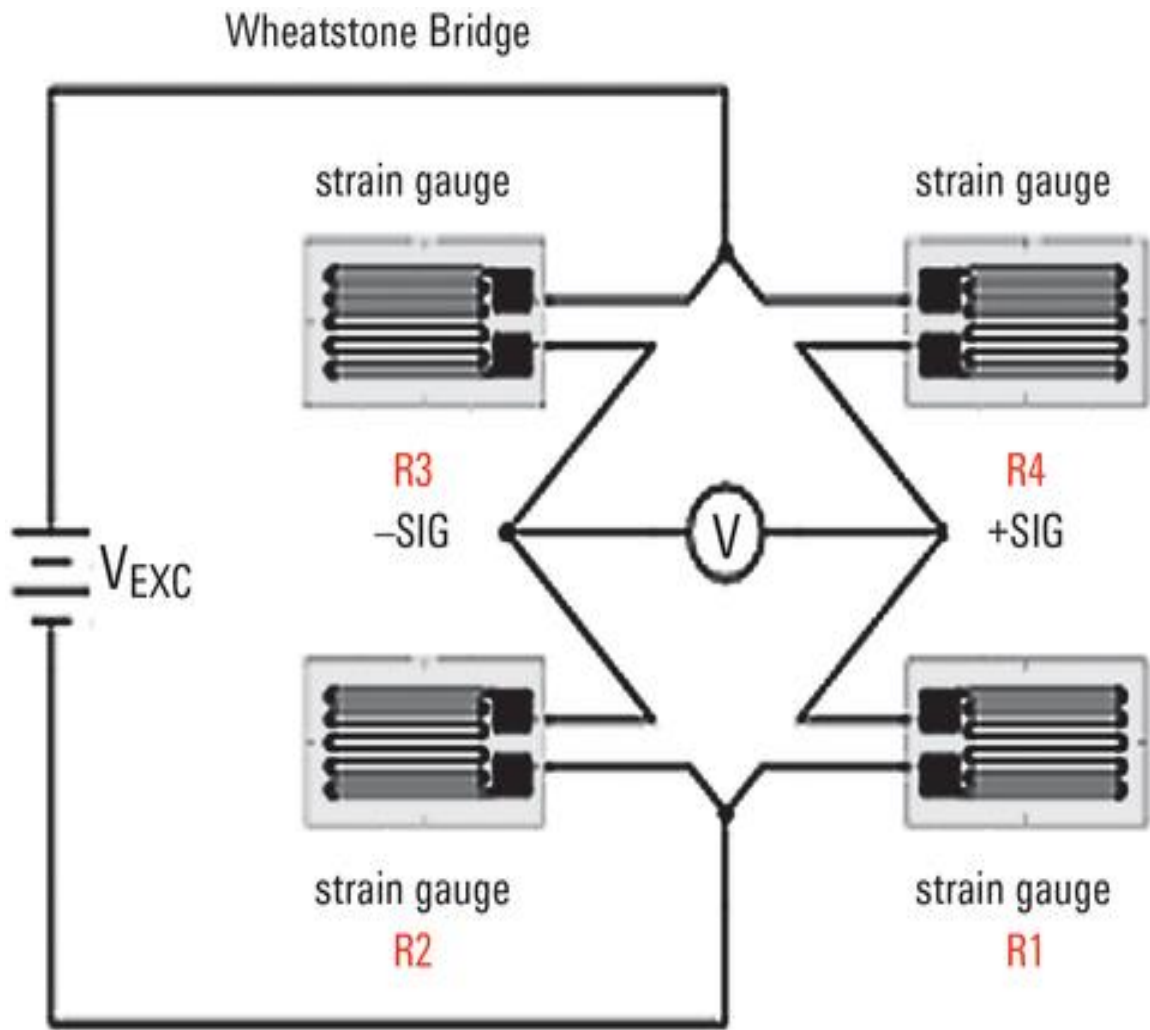 Wheatstone Bridge
strain gauge
strain gauge
R3
R4
–SIG
V
+SIG
VEXC
strain gauge
strain gauge
R2
R1